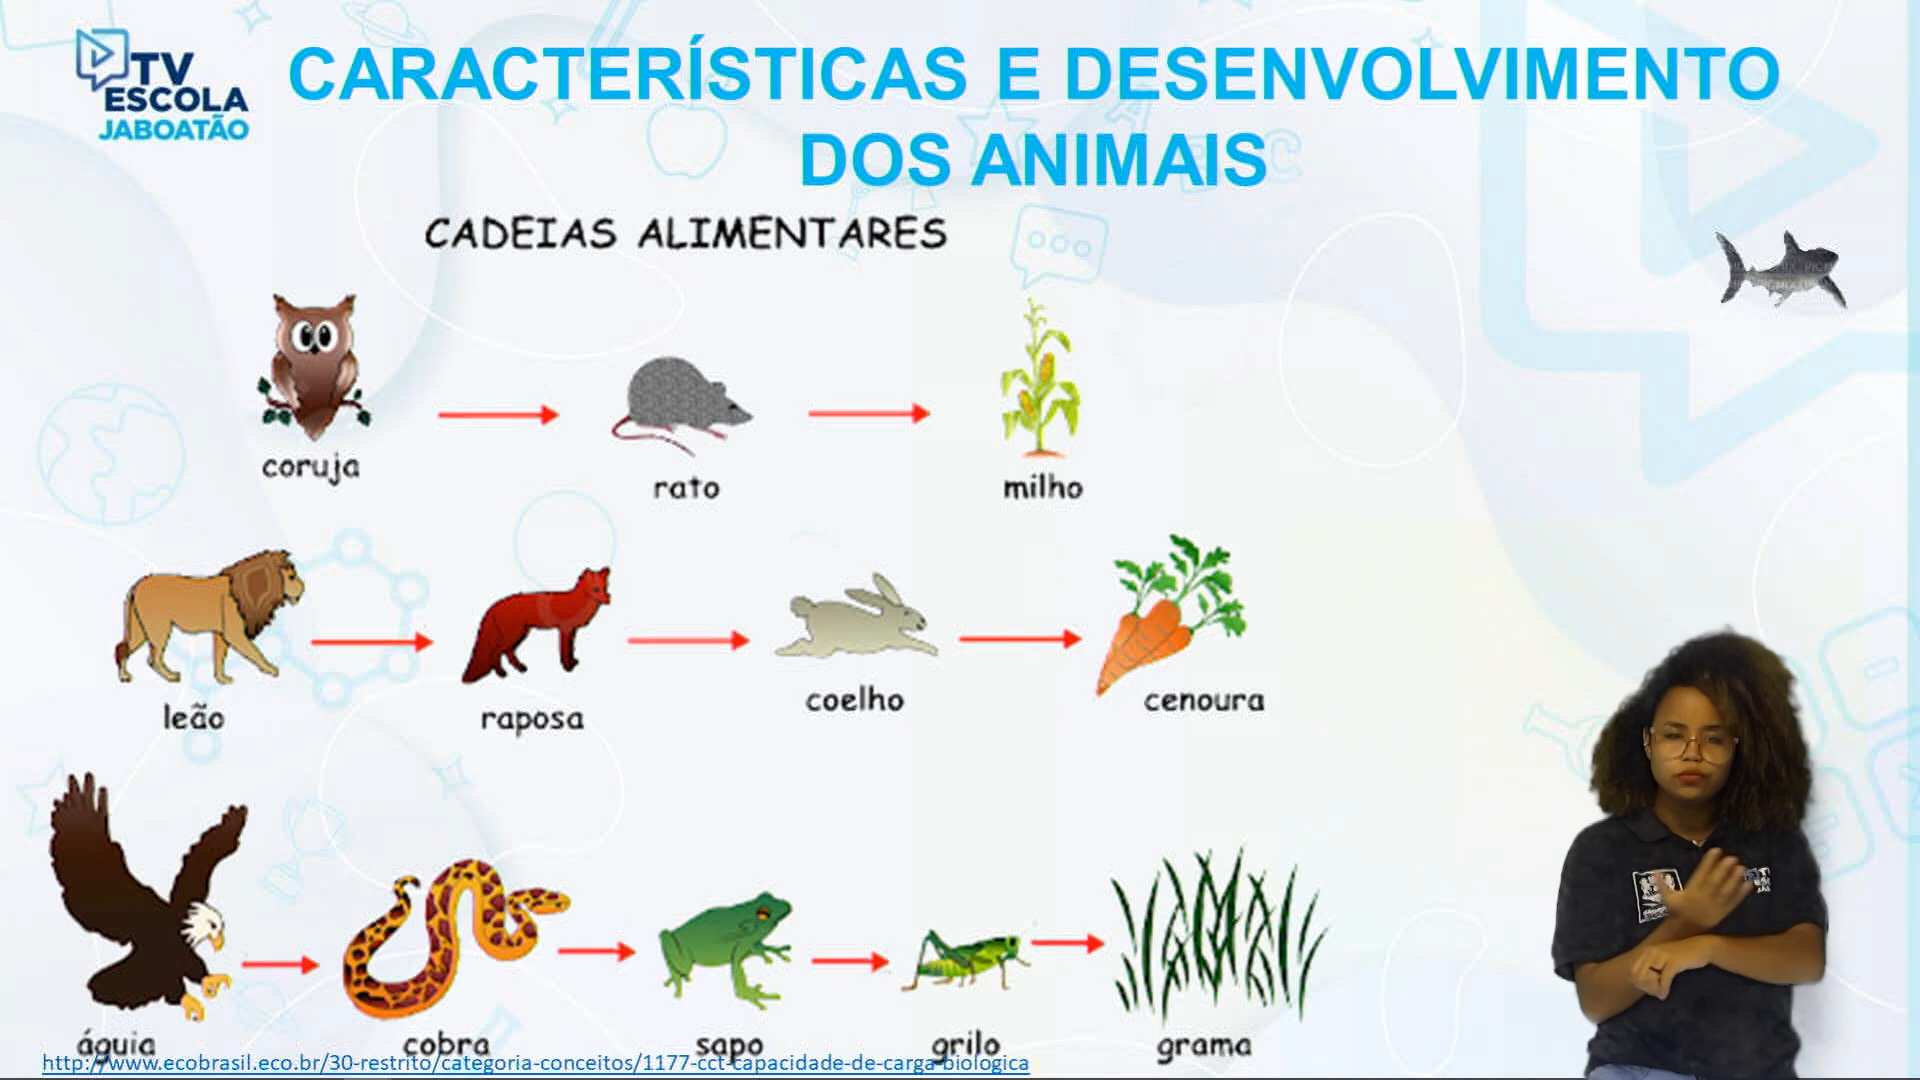 TV
ESCOLA
JABOATÃO
CARACTERÍSTICAS E DESENVOLVIMENTO
DOS ANIMAIS
CADEIAS ALIMENTARES
coruja
rato
milho
leão
raposa
coelho
cenoura
águia
cobra
sapo
grilo
grama
http://www.ecobrasil.eco.br/30-restrito/categoria-conceitos/1177-cct-capacidade-de-carga-biologica